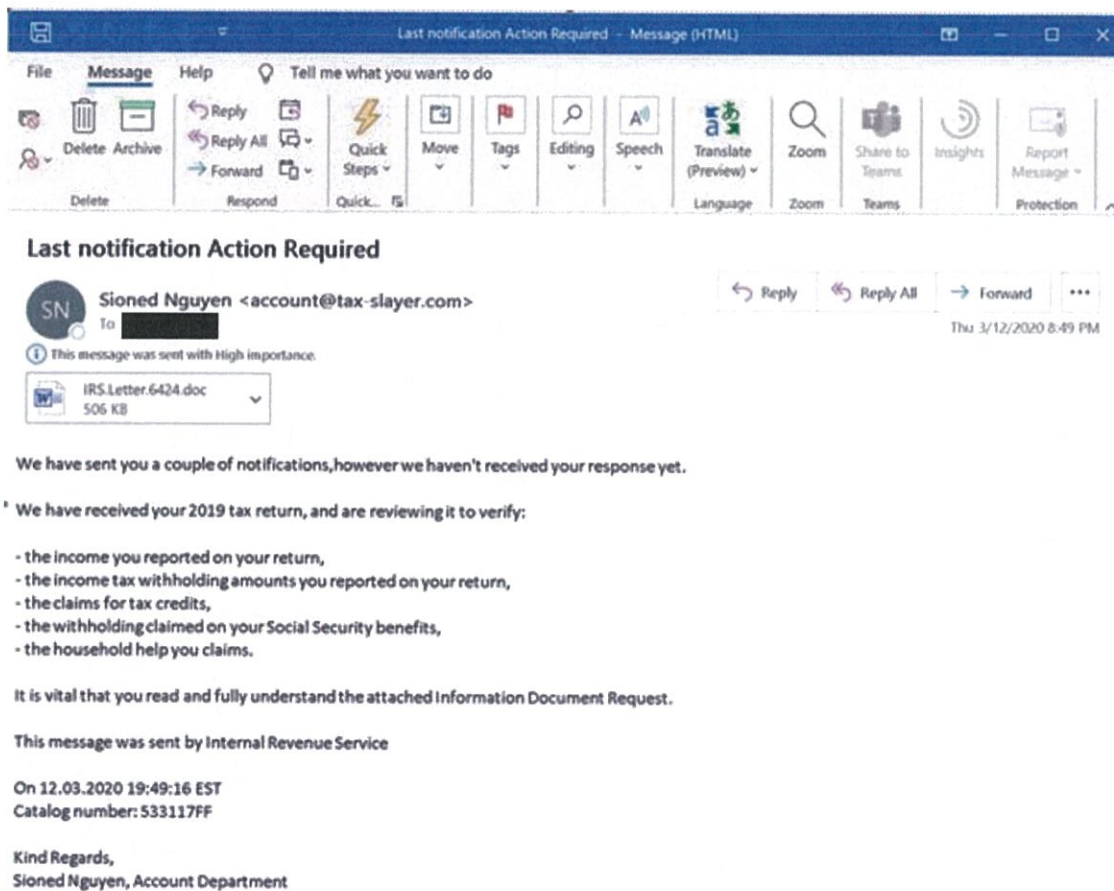 Last notification Action Required - Message (HTML)
File Message Help Tell me what you want to do
Delete Archive
Reply
Reply All
Forward
Quick Steps
Move
Tags
Editing
Speech
Translate (Preview)
Zoom
Share to Teams
Insights
Report Message
Delete Respond Quick... Language Zoom Teams Protection
Last notification Action Required
SN
Sioned Nguyen <account@tax-slayer.com>
To
Reply Reply All Forward
Thu 3/12/2020 8:49 PM
This message was sent with High importance.
W
IRS.Letter.6424.doc
506 KB
We have sent you a couple of notifications,however we haven't received your response yet.
We have received your 2019 tax return, and are reviewing it to verify:
- the income you reported on your return,
- the income tax withholding amounts you reported on your return,
- the claims for tax credits,
- the withholding claimed on your Social Security benefits,
- the household help you claims.
It is vital that you read and fully understand the attached Information Document Request.
This message was sent by Internal Revenue Service
On 12.03.2020 19:49:16 EST
Catalog number: 533117FF
Kind Regards,
Sioned Nguyen, Account Department